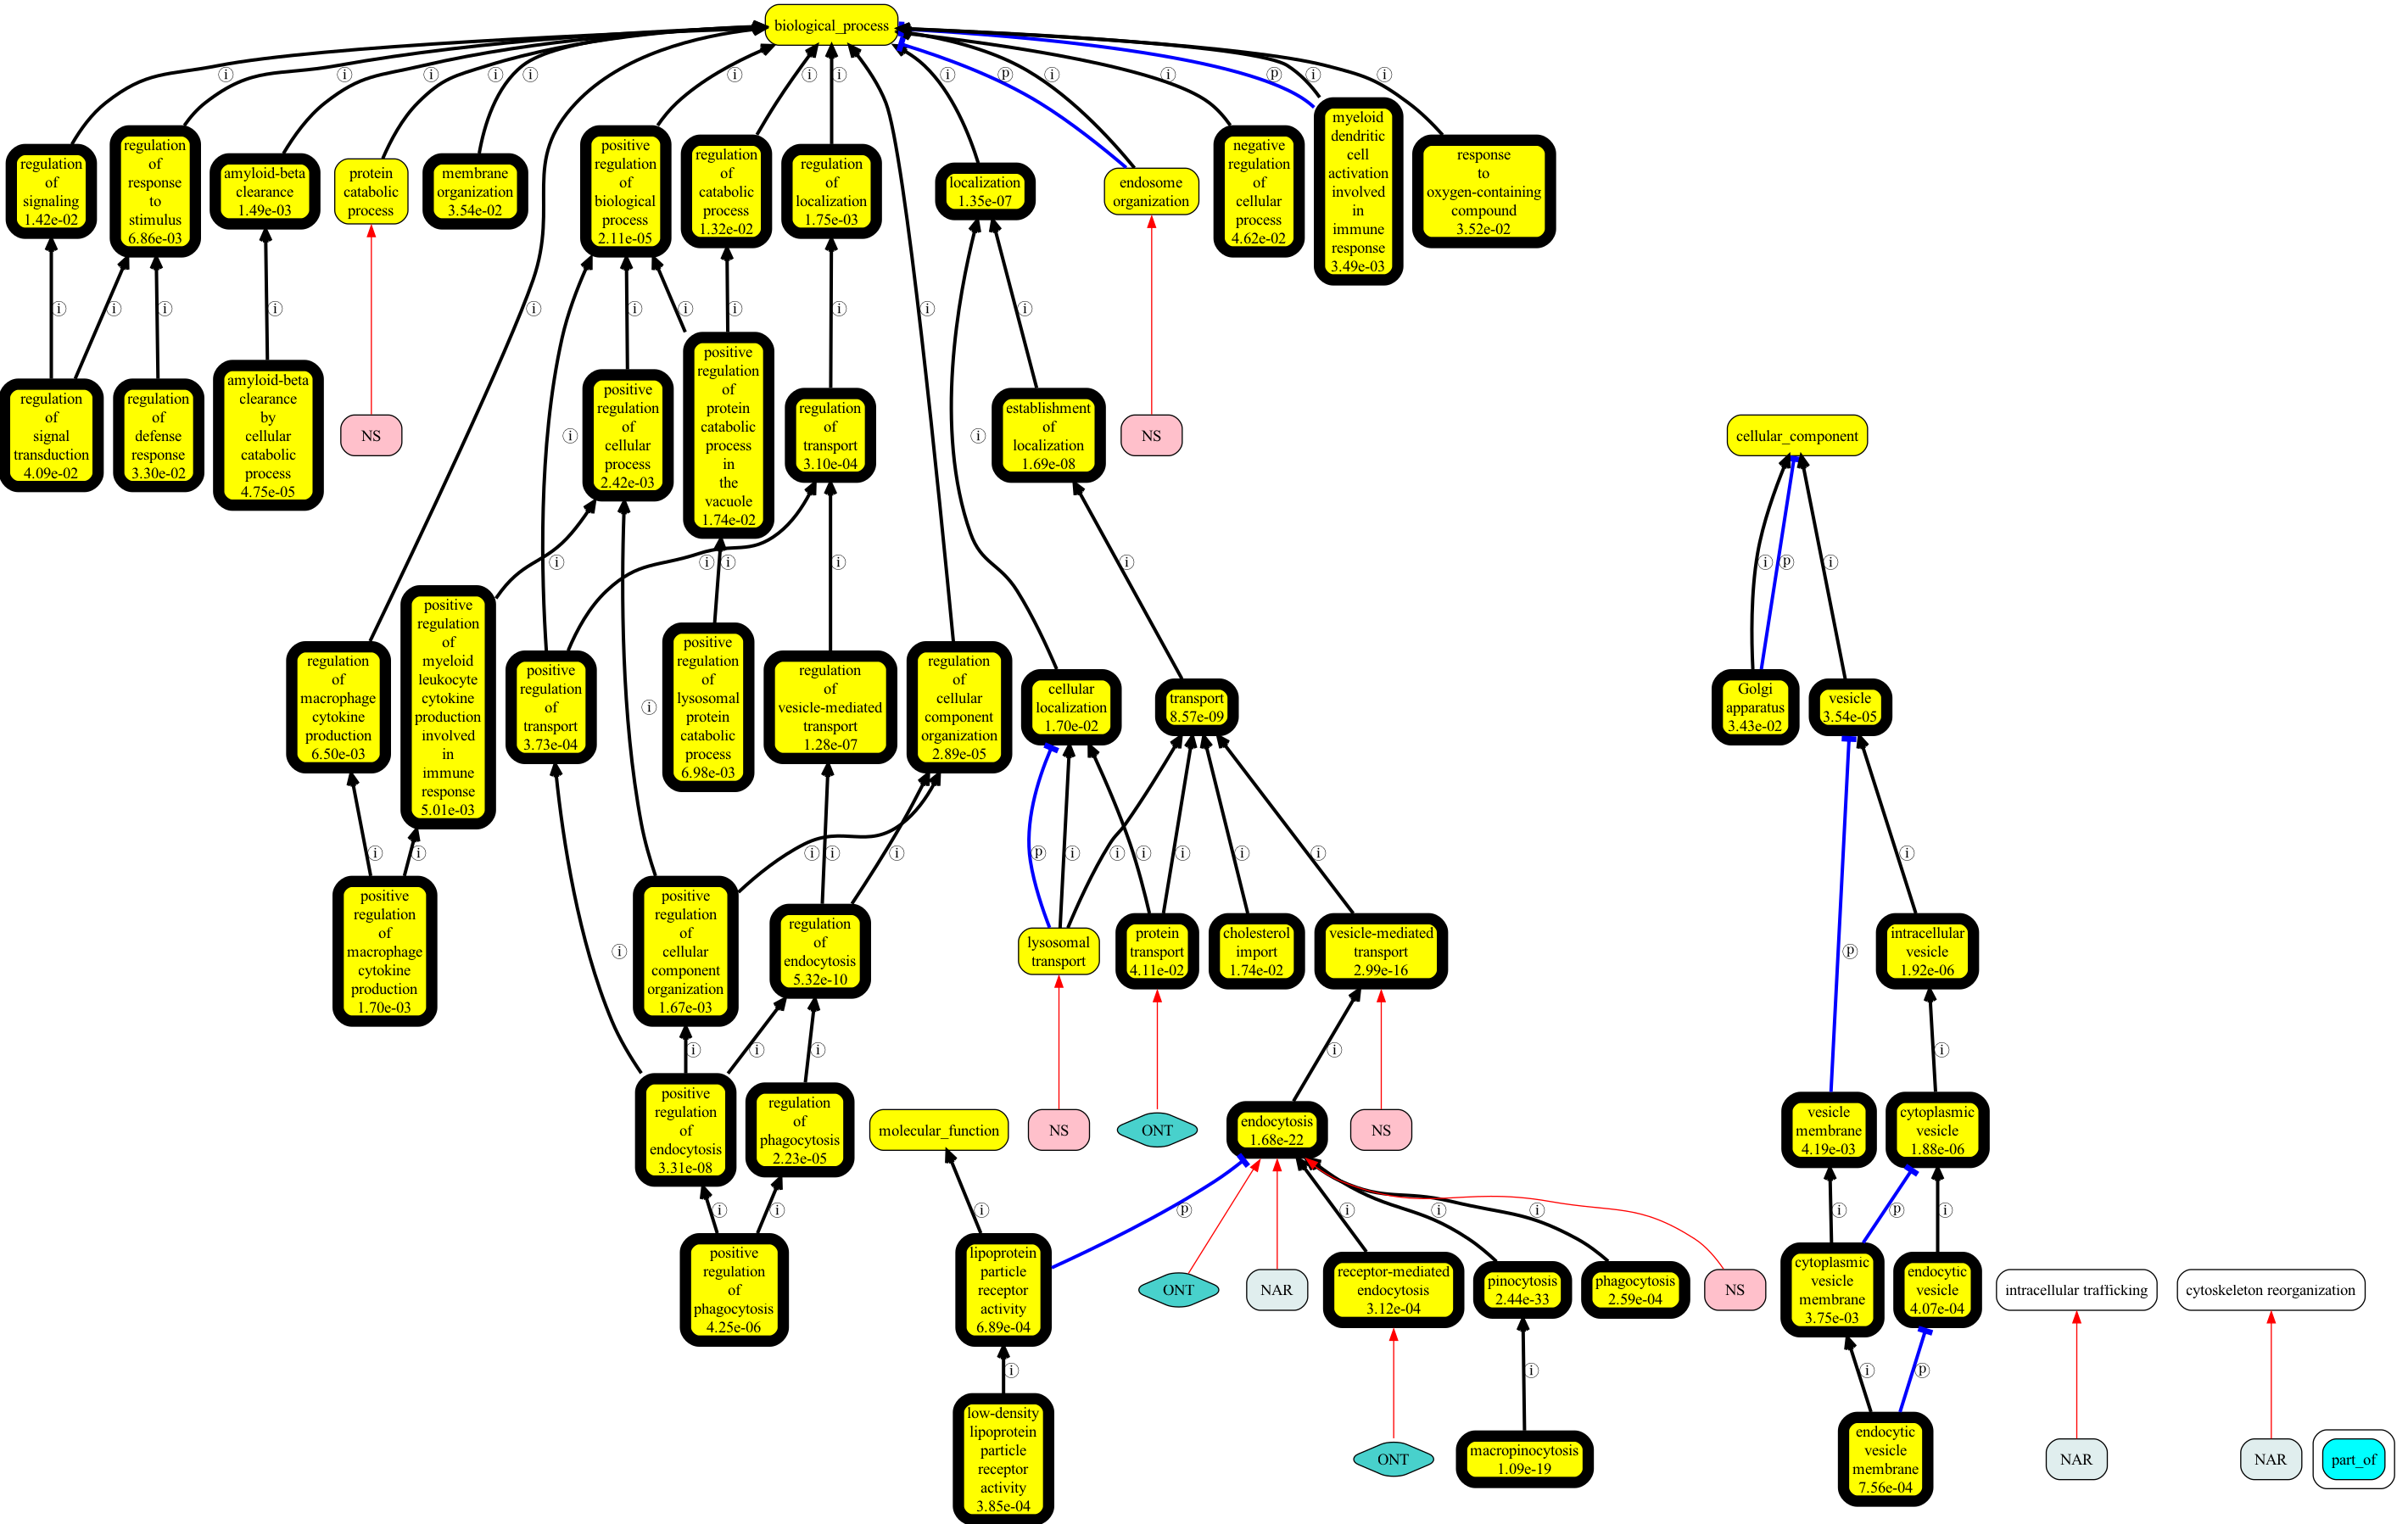 biological_process
ⓘ
ⓘ
ⓘ
ⓘ
ⓘ
ⓘ
ⓘ
ⓘ
ⓘ
ⓟ
ⓘ
ⓘ
ⓟ
ⓘ
ⓘ
regulation
of
signaling
1.42e-02
regulation
of
response
to
stimulus
6.86e-03
amyloid-beta
clearance
1.49e-03
protein
catabolic
process
membrane
organization
3.54e-02
positive
regulation
of
biological
process
2.11e-05
regulation
of
catabolic
process
1.32e-02
regulation
of
localization
1.75e-03
localization
1.35e-07
endosome
organization
negative
regulation
of
cellular
process
4.62e-02
myeloid
dendritic
cell
activation
involved
in
immune
response
3.49e-03
response
to
oxygen-containing
compound
3.52e-02
ⓘ
ⓘ
ⓘ
ⓘ
ⓘ
ⓘ
ⓘ
ⓘ
ⓘ
ⓘ
ⓘ
regulation
of
signal
transduction
4.09e-02
regulation
of
defense
response
3.30e-02
amyloid-beta
clearance
by
cellular
catabolic
process
4.75e-05
NS
ⓘ
positive
regulation
of
cellular
process
2.42e-03
positive
regulation
of
protein
catabolic
process
in
the
vacuole
1.74e-02
regulation
of
transport
3.10e-04
ⓘ
establishment
of
localization
1.69e-08
NS
cellular_component
ⓘ
ⓘ
ⓘ
ⓘ
ⓘ
ⓘ
ⓟ
ⓘ
regulation
of
macrophage
cytokine
production
6.50e-03
positive
regulation
of
myeloid
leukocyte
cytokine
production
involved
in
immune
response
5.01e-03
positive
regulation
of
transport
3.73e-04
ⓘ
positive
regulation
of
lysosomal
protein
catabolic
process
6.98e-03
regulation
of
vesicle-mediated
transport
1.28e-07
regulation
of
cellular
component
organization
2.89e-05
cellular
localization
1.70e-02
transport
8.57e-09
Golgi
apparatus
3.43e-02
vesicle
3.54e-05
ⓘ
ⓘ
ⓘ
ⓘ
ⓘ
ⓟ
ⓘ
ⓘ
ⓘ
ⓘ
ⓘ
ⓘ
ⓘ
positive
regulation
of
macrophage
cytokine
production
1.70e-03
ⓘ
positive
regulation
of
cellular
component
organization
1.67e-03
regulation
of
endocytosis
5.32e-10
lysosomal
transport
protein
transport
4.11e-02
cholesterol
import
1.74e-02
vesicle-mediated
transport
2.99e-16
ⓟ
intracellular
vesicle
1.92e-06
ⓘ
ⓘ
ⓘ
ⓘ
ⓘ
positive
regulation
of
endocytosis
3.31e-08
regulation
of
phagocytosis
2.23e-05
molecular_function
NS
ONT
endocytosis
1.68e-22
NS
vesicle
membrane
4.19e-03
cytoplasmic
vesicle
1.88e-06
ⓘ
ⓘ
ⓘ
ⓟ
ⓘ
ⓘ
ⓘ
ⓘ
ⓟ
ⓘ
positive
regulation
of
phagocytosis
4.25e-06
lipoprotein
particle
receptor
activity
6.89e-04
ONT
NAR
receptor-mediated
endocytosis
3.12e-04
pinocytosis
2.44e-33
phagocytosis
2.59e-04
NS
cytoplasmic
vesicle
membrane
3.75e-03
endocytic
vesicle
4.07e-04
intracellular trafficking
cytoskeleton reorganization
ⓘ
ⓘ
ⓘ
ⓟ
low-density
lipoprotein
particle
receptor
activity
3.85e-04
ONT
macropinocytosis
1.09e-19
endocytic
vesicle
membrane
7.56e-04
NAR
NAR
part_of